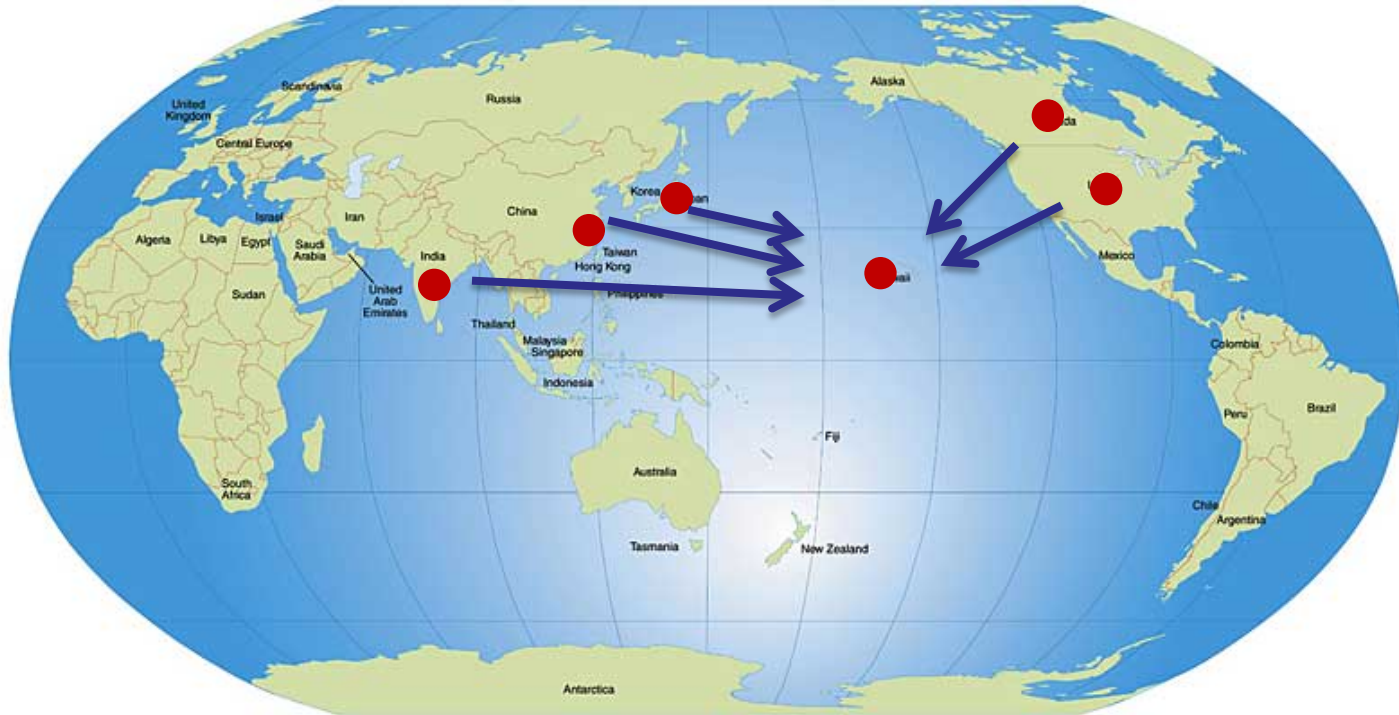 Alaska
Scandinavia
Russia
United
Kingdom
Central Europe
Korea
China
Israel
Iran
Algeria
Libya
Egypt
Saudi
Arabia
India
Taiwan
Hong Kong
Mexico
Sudan
United
Arab
Emirates
Philippines
Thailand
Malaysia
Singapore
Indonesia
Colombia
Peru
Brazil
Fiji
Australia
South
Africa
Chile
Argentina
Tasmania
New Zealand
Antarctica